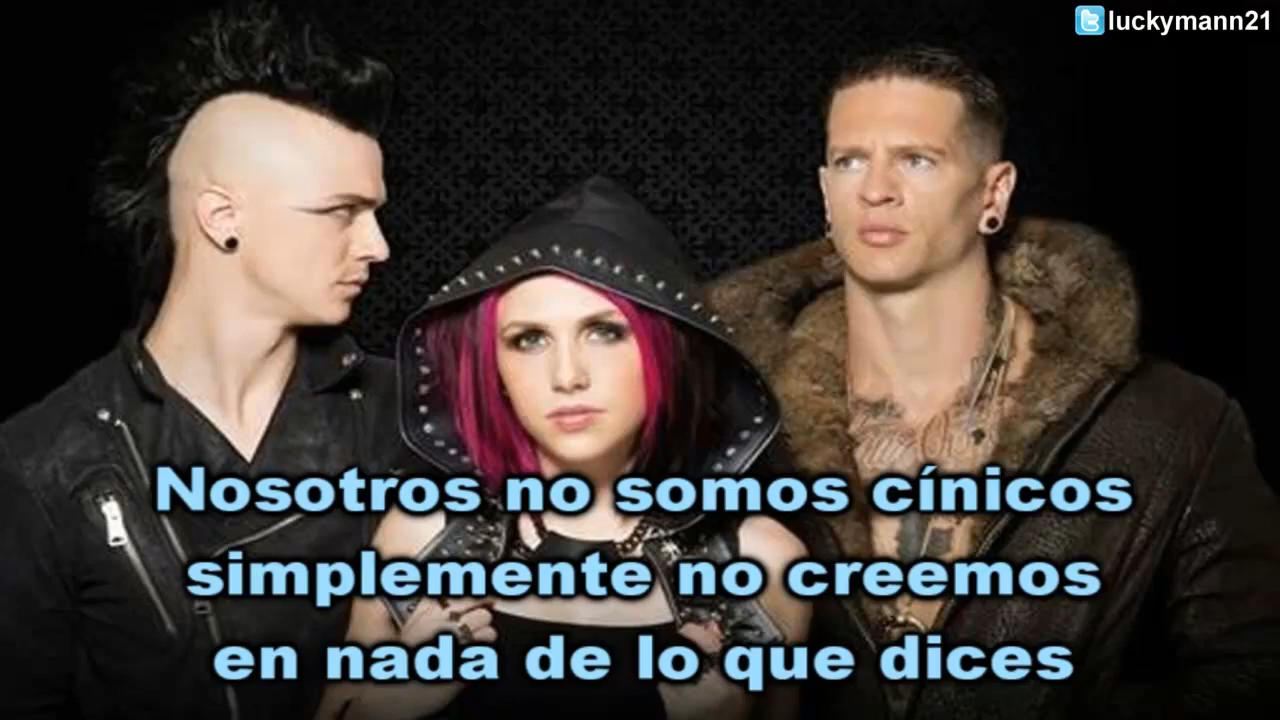 luckymann21
Nosotros no somos cínicos
simplemente no creemos
en nada de lo que dices